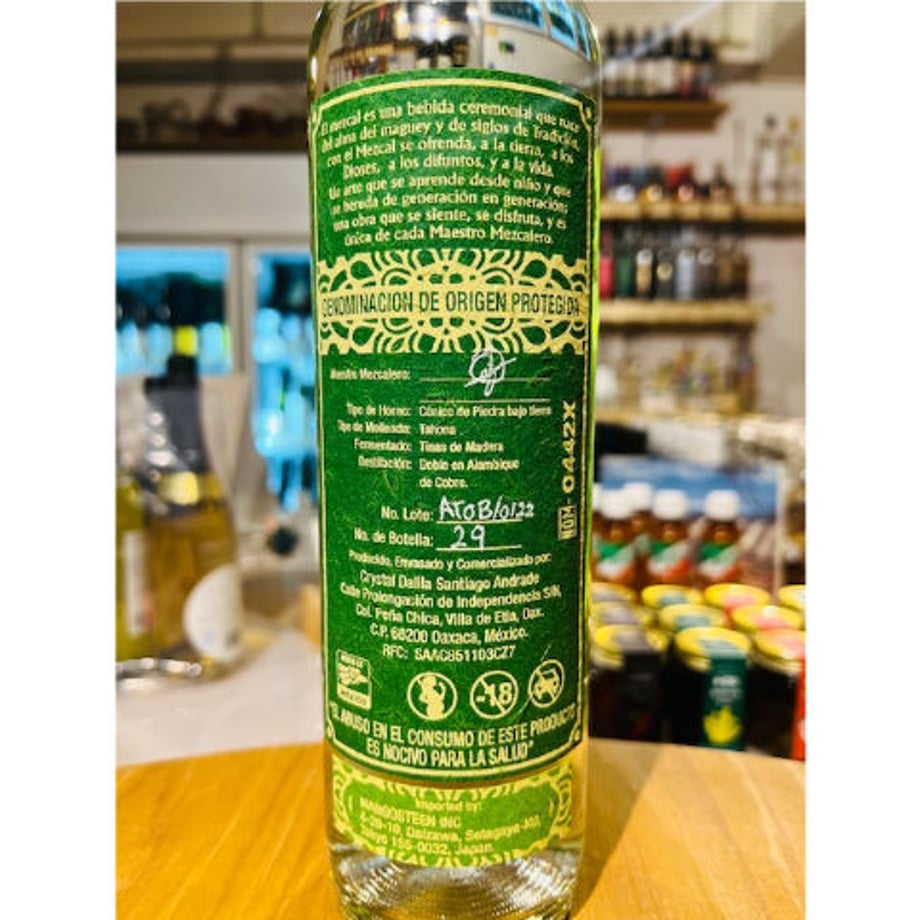 El mezcal es una bebida ceremonial que nace
del alma del maguey y de siglos de Tradición,
con el Mezcal se ofrenda, a la tierra, a los
Dioses, a los difuntos, y a la vida.
Un arte que se aprende desde niño y que
se hereda de generación en generación;
una obra que se siente, se disfruta, y es
única de cada Maestro Mezcalero.
DENOMINACION DE ORIGEN PROTEGIDA
Maestro Mezcalero:
Tipo de Horno: Cónico de Piedra bajo tierra
Tipo de Molienda: Tahona
Fermentado: Tinas de Madera
Destilación: Doble en Alambique
de Cobre.
NOM 0442X
No. Lote: ATOB/0122
No. de Botella: 29
Producido, Envasado y Comercializado por:
Crystal Dalila Santiago Andrade
Calle Prolongación de Independencia S/N,
Col. Peña Chica, Villa de Etla, Oax.
C.P. 68200 Oaxaca, México.
RFC: SAAC851103CZ7
HECHO EN
MÉXICO
-18
"EL ABUSO EN EL CONSUMO DE ESTE PRODUCTO
ES NOCIVO PARA LA SALUD"
Imported by:
MANGOSTEEN INC
4-29-10, Daizawa, Setagaya-KU,
Tokyo 155-0032, Japan.